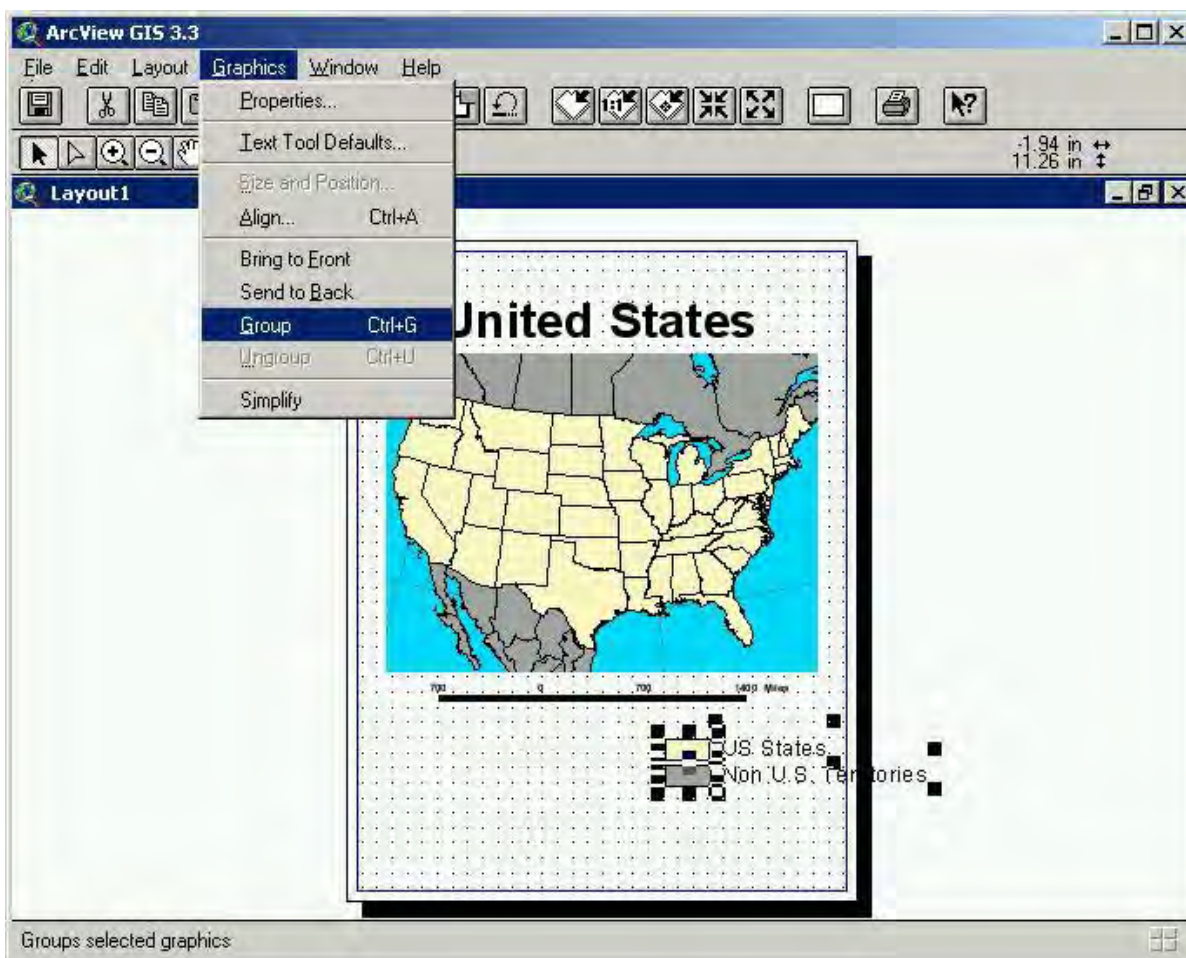 ArcView GIS 3.3
File Edit Layout Graphics Window Help
Properties...
Text Tool Defaults...
Size and Position...
Align... Ctrl+A
Bring to Front
Send to Back
Group Ctrl+G
Ungroup Ctrl+U
Simplify
1:1
-1.94 in
11.26 in
Layout1
United States
700 0 700 1400 Miles
US States
Non U.S. Territories
Groups selected graphics